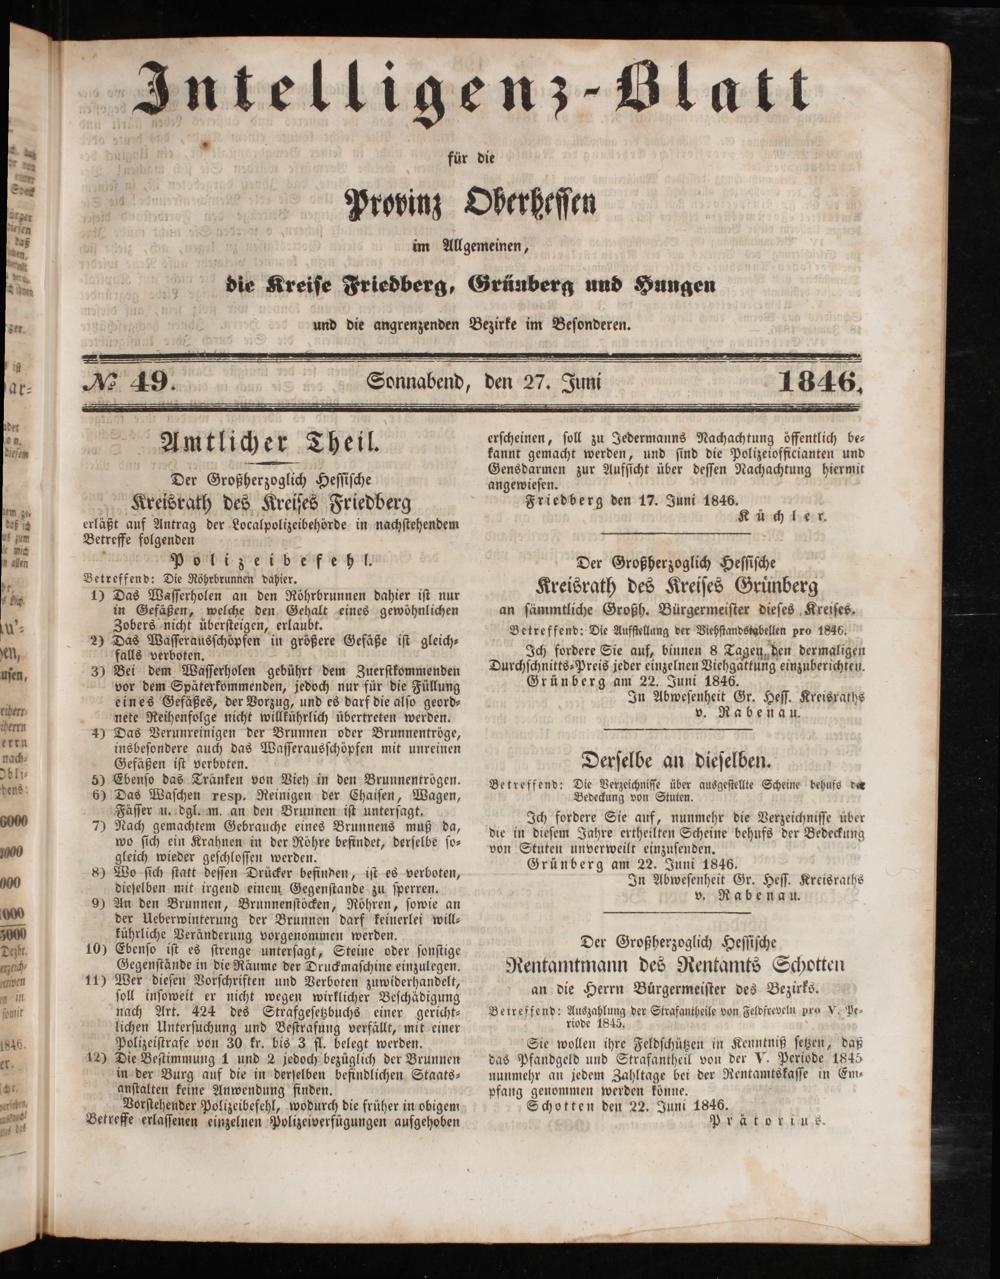 Intelligenz-Blatt
für die
Provinz Oberhessen
im Allgemeinen,
die Kreise Friedberg, Grünberg und Hungen
und die angrenzenden Bezirke im Besonderen.
№ 49. Sonnabend, den 27. Juni 1846.
Amtlicher Theil.
Der Großherzoglich Hessische
Kreisrath des Kreises Friedberg
erläßt auf Antrag der Localpolizeibehörde in nachstehendem
Betreffe folgenden
Polizeibefehl.
Betreffend: Die Röhrbrunnen dahier.
1) Das Wasserholen an den Röhrbrunnen dahier ist nur
in Gefäßen, welche den Gehalt eines gewöhnlichen
Zobers nicht übersteigen, erlaubt.
2) Das Wasserausschöpfen in größere Gefäße ist gleich-
falls verboten.
3) Bei dem Wasserholen gebührt dem Zuerstkommenden
vor dem Späterkommenden, jedoch nur für die Füllung
eines Gefäßes, der Vorzug, und es darf die also geord-
nete Reihenfolge nicht willkührlich übertreten werden.
4) Das Verunreinigen der Brunnen oder Brunnentröge,
insbesondere auch das Wasserausschöpfen mit unreinen
Gefäßen ist verboten.
5) Ebenso das Tränken von Vieh in den Brunnentrögen.
6) Das Waschen resp. Reinigen der Chaisen, Wagen,
Fässer u. dgl. m. an den Brunnen ist untersagt.
7) Nach gemachtem Gebrauche eines Brunnens muß da,
wo sich ein Krahnen in der Röhre befindet, derselbe so-
gleich wieder geschlossen werden.
8) Wo sich statt dessen Drücker befinden, ist es verboten,
dieselben mit irgend einem Gegenstande zu sperren.
9) An den Brunnen, Brunnenstöcken, Röhren, sowie an
der Ueberwinterung der Brunnen darf keinerlei will-
kührliche Veränderung vorgenommen werden.
10) Ebenso ist es strenge untersagt, Steine oder sonstige
Gegenstände in die Räume der Druckmaschine einzulegen.
11) Wer diesen Vorschriften und Verboten zuwiderhandelt,
soll insoweit er nicht wegen wirklicher Beschädigung
nach Art. 424 des Strafgesetzbuchs einer gericht-
lichen Untersuchung und Bestrafung verfällt, mit einer
Polizeistrafe von 30 kr. bis 3 fl. belegt werden.
12) Die Bestimmung 1 und 2 jedoch bezüglich der Brunnen
in der Burg auf die in derselben befindlichen Staats-
anstalten keine Anwendung finden.
Vorstehender Polizeibefehl, wodurch die früher in obigem
Betreffe erlassenen einzelnen Polizeiverfügungen aufgehoben
erscheinen, soll zu Jedermanns Nachachtung öffentlich be-
kannt gemacht werden, und sind die Polizeiofficianten und
Gensdarmen zur Aufsicht über dessen Nachachtung hiermit
angewiesen.
Friedberg den 17. Juni 1846.
Küchler.
Der Großherzoglich Hessische
Kreisrath des Kreises Grünberg
an sämmtliche Großh. Bürgermeister dieses Kreises.
Betreffend: Die Aufstellung der Viehstandstabellen pro 1846.
Ich fordere Sie auf, binnen 8 Tagen den dermaligen
Durchschnitts-Preis jeder einzelnen Viehgattung einzuberichten.
Grünberg am 22. Juni 1846.
In Abwesenheit Gr. Hess. Kreisraths
v. Rabenau.
Derselbe an dieselben.
Betreffend: Die Verzeichnisse über ausgestellte Scheine behufs der
Bedeckung von Stuten.
Ich fordere Sie auf, nunmehr die Verzeichnisse über
die in diesem Jahre ertheilten Scheine behufs der Bedeckung
von Stuten unverweilt einzusenden.
Grünberg am 22. Juni 1846.
In Abwesenheit Gr. Hess. Kreisraths
v. Rabenau.
Der Großherzoglich Hessische
Rentamtmann des Rentamts Schotten
an die Herrn Bürgermeister des Bezirks.
Betreffend: Auszahlung der Strafantheile von Feldfreveln pro V. Pe-
riode 1845.
Sie wollen ihre Feldschützen in Kenntniß setzen, daß
das Pfandgeld und Strafantheil von der V. Periode 1845
nunmehr an jedem Zahltage bei der Rentamtskasse in Em-
pfang genommen werden könne.
Schotten den 22. Juni 1846.
Prätorius.